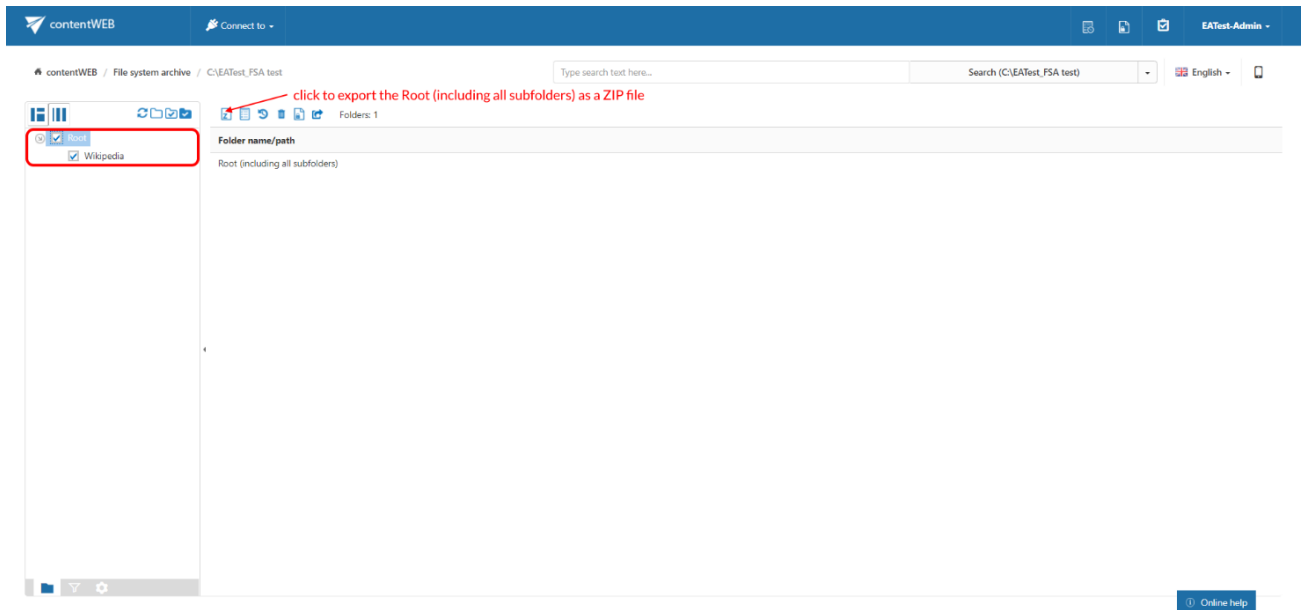 contentWEB
Connect to
EATest-Admin
contentWEB / File system archive / C:\EATest_FSA test
Type search text here...
Search (C:\EATest_FSA test)
English
click to export the Root (including all subfolders) as a ZIP file
Folders: 1
Root
Wikipedia
Folder name/path
Root (including all subfolders)
Online help